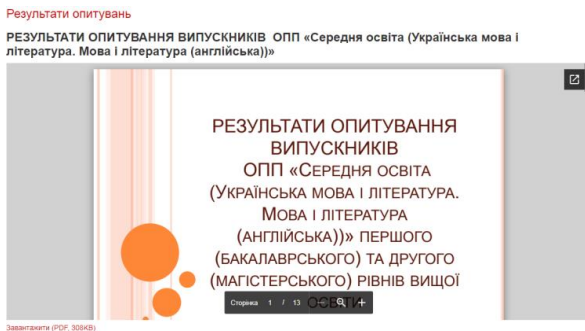 Результати опитувань
РЕЗУЛЬТАТИ ОПИТУВАННЯ ВИПУСКНИКІВ ОПП «Середня освіта (Українська мова і
література. Мова і література (англійська))»
РЕЗУЛЬТАТИ ОПИТУВАННЯ
ВИПУСКНИКІВ
ОПП «СЕРЕДНЯ ОСВІТА
(УКРАЇНСЬКА МОВА І ЛІТЕРАТУРА.
МОВА І ЛІТЕРАТУРА
(АНГЛІЙСЬКА))» ПЕРШОГО
(БАКАЛАВРСЬКОГО) ТА ДРУГОГО
(МАГІСТЕРСЬКОГО) РІВНІВ ВИЩОЇ
ОСВІТИ
Сторінка 1 / 13
Завантажити (PDF, 308KB)